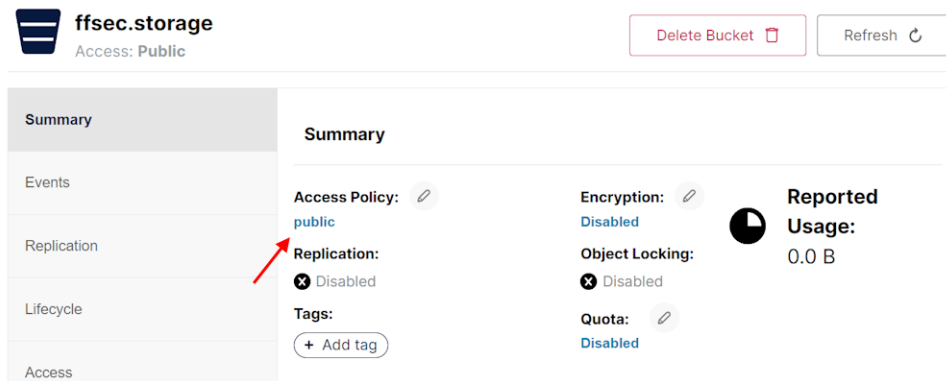 ffsec.storage
Access: Public
Delete Bucket
Refresh
Summary
Events
Replication
Lifecycle
Access
Summary
Access Policy:
public
Replication:
Disabled
Tags:
+ Add tag
Encryption:
Disabled
Object Locking:
Disabled
Quota:
Disabled
Reported
Usage:
0.0 B